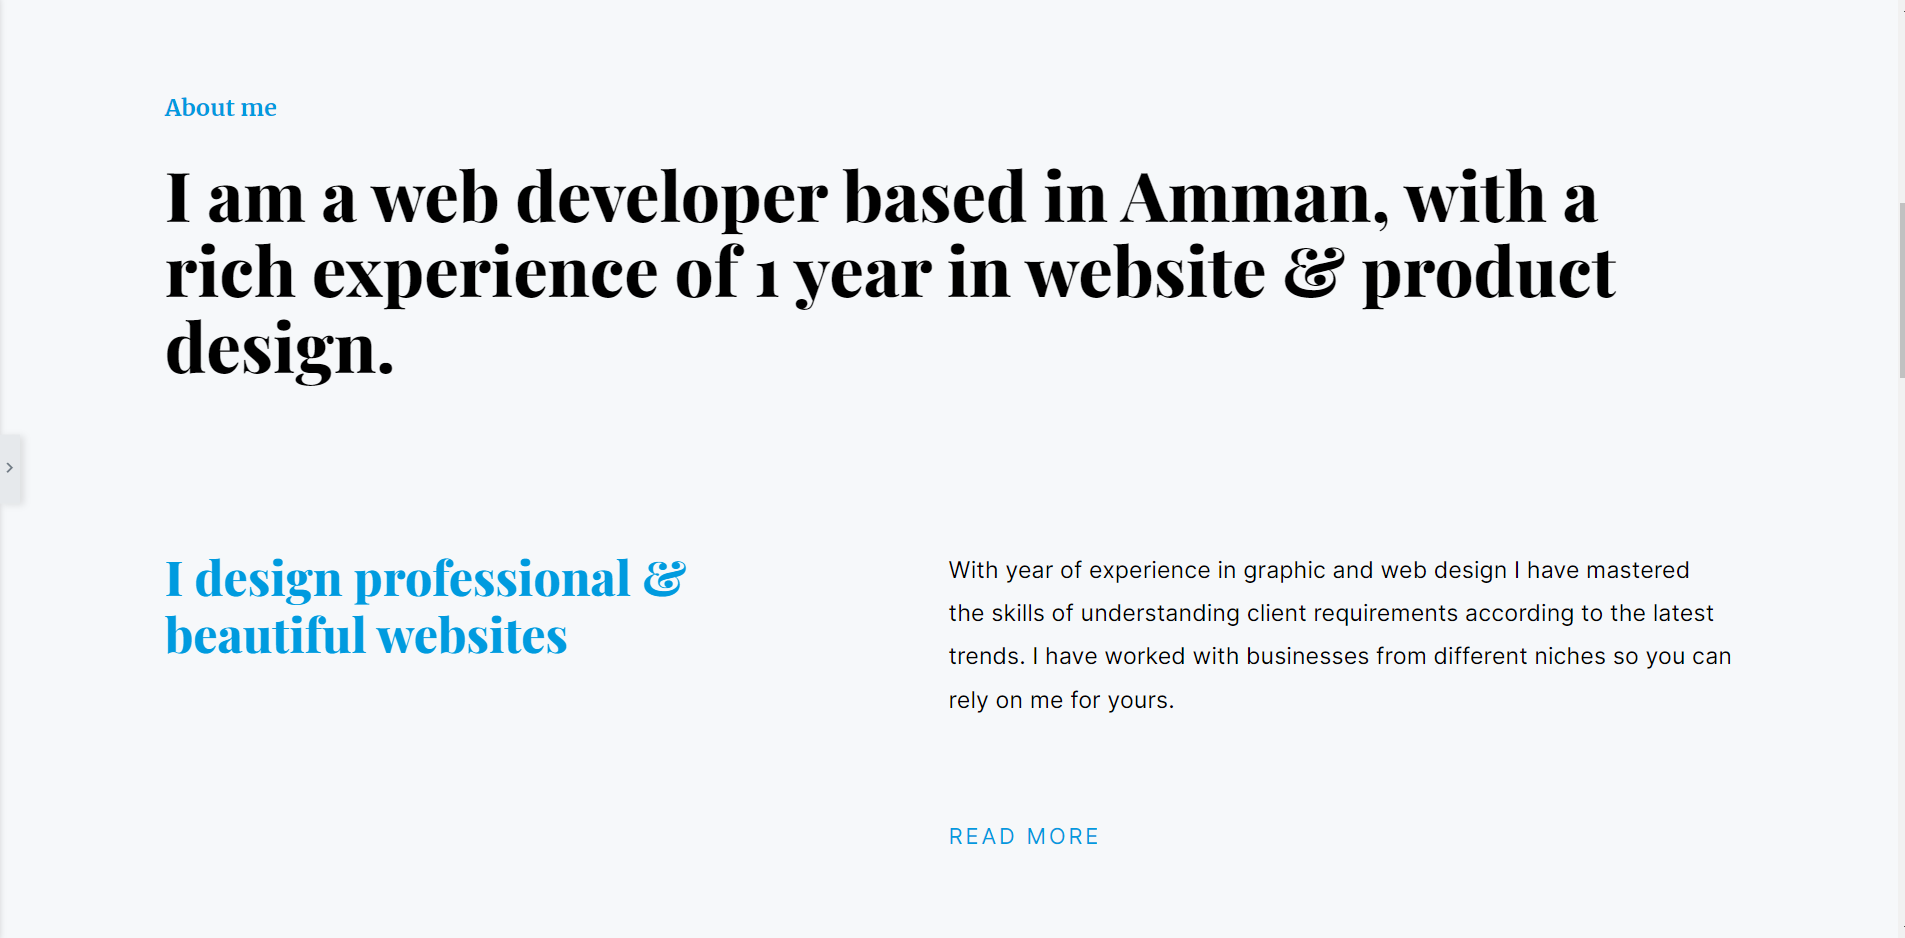 About me
I am a web developer based in Amman, with a
rich experience of 1 year in website & product
design.
I design professional &
beautiful websites
With year of experience in graphic and web design I have mastered
the skills of understanding client requirements according to the latest
trends. I have worked with businesses from different niches so you can
rely on me for yours.
READ MORE